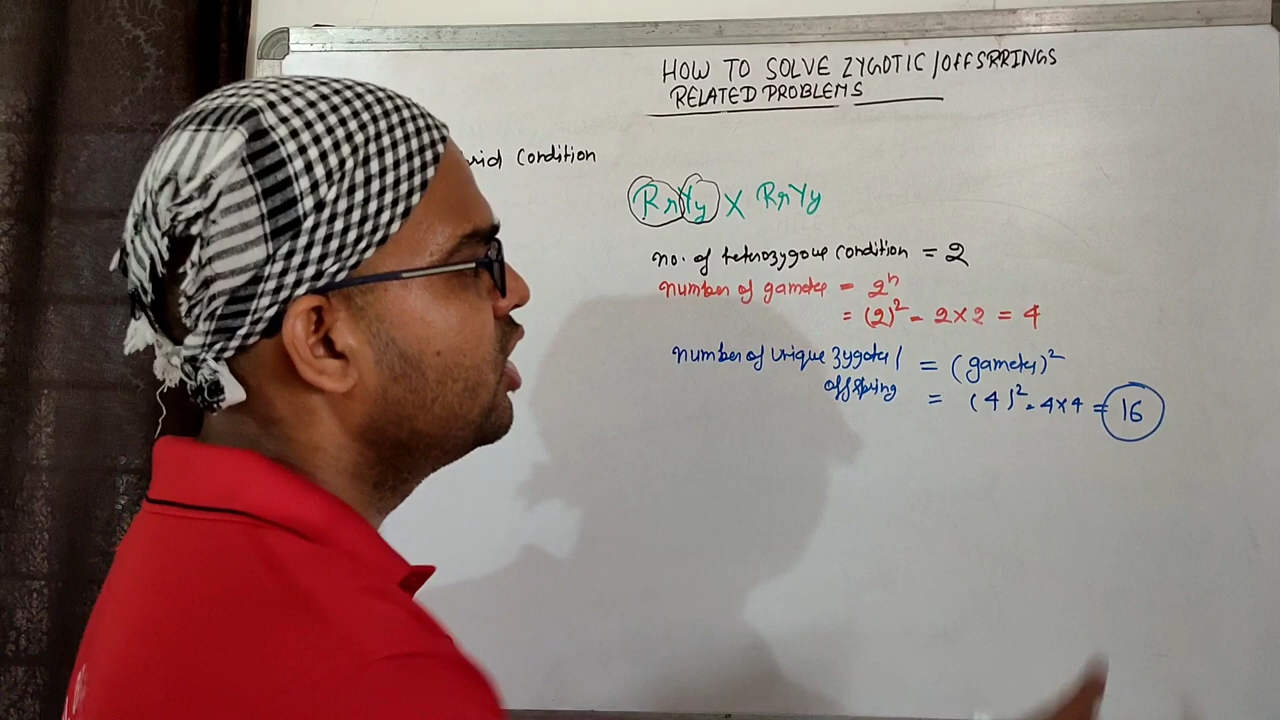 HOW TO SOLVE ZYGOTIC/OFFSRRINGS
RELATED PROBLEMS
Condition
RrYy X RrYy
no. of heterozygous condition = 2
Number of gametes = 2ⁿ
= (2)² = 2×2 = 4
Number of unique zygotes/ = (gametes)²
offspring = (4)² = 4×4 = 16